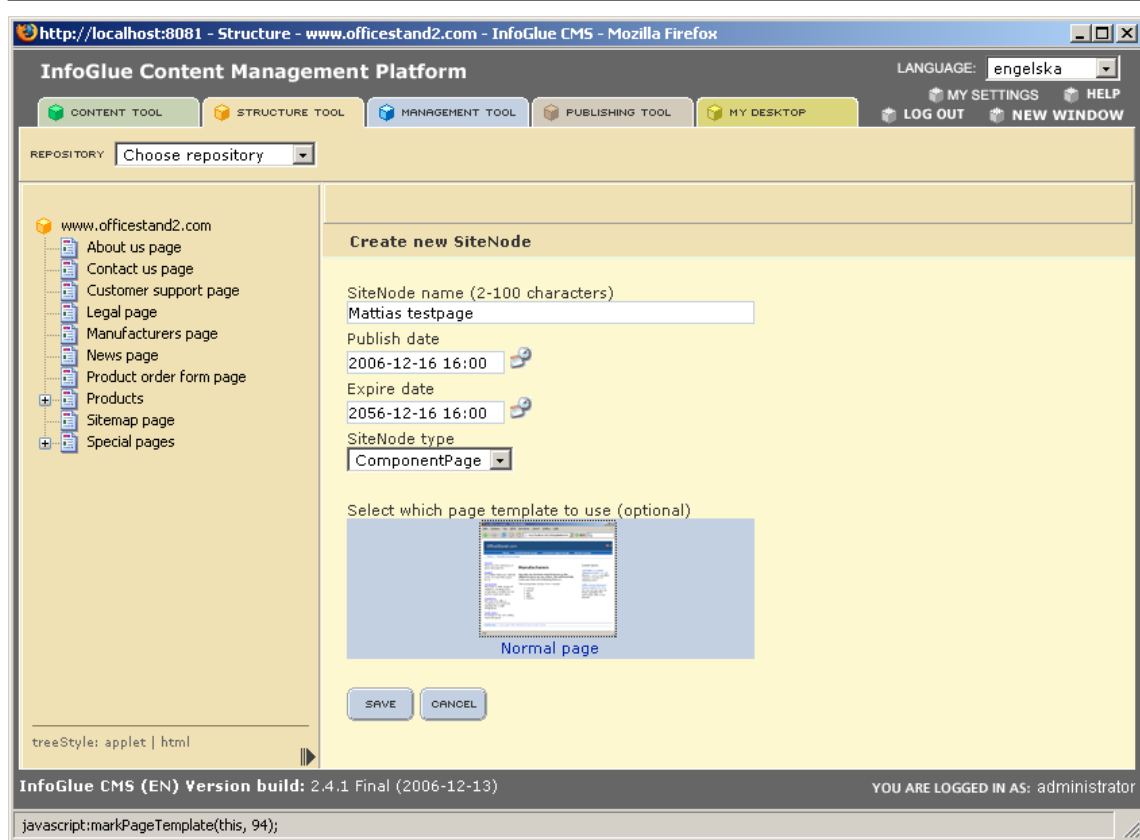 http://localhost:8081 - Structure - www.officestand2.com - InfoGlue CMS - Mozilla Firefox
InfoGlue Content Management Platform
LANGUAGE: engelska
MY SETTINGS HELP
LOG OUT NEW WINDOW
CONTENT TOOL STRUCTURE TOOL MANAGEMENT TOOL PUBLISHING TOOL MY DESKTOP
REPOSITORY Choose repository
www.officestand2.com
About us page
Contact us page
Customer support page
Legal page
Manufacturers page
News page
Product order form page
Products
Sitemap page
Special pages
treeStyle: applet | html
Create new SiteNode
SiteNode name (2-100 characters)
Mattias testpage
Publish date
2006-12-16 16:00
Expire date
2056-12-16 16:00
SiteNode type
ComponentPage
Select which page template to use (optional)
Normal page
SAVE CANCEL
InfoGlue CMS (EN) Version build: 2.4.1 Final (2006-12-13)
YOU ARE LOGGED IN AS: administrator
javascript:markPageTemplate(this, 94);